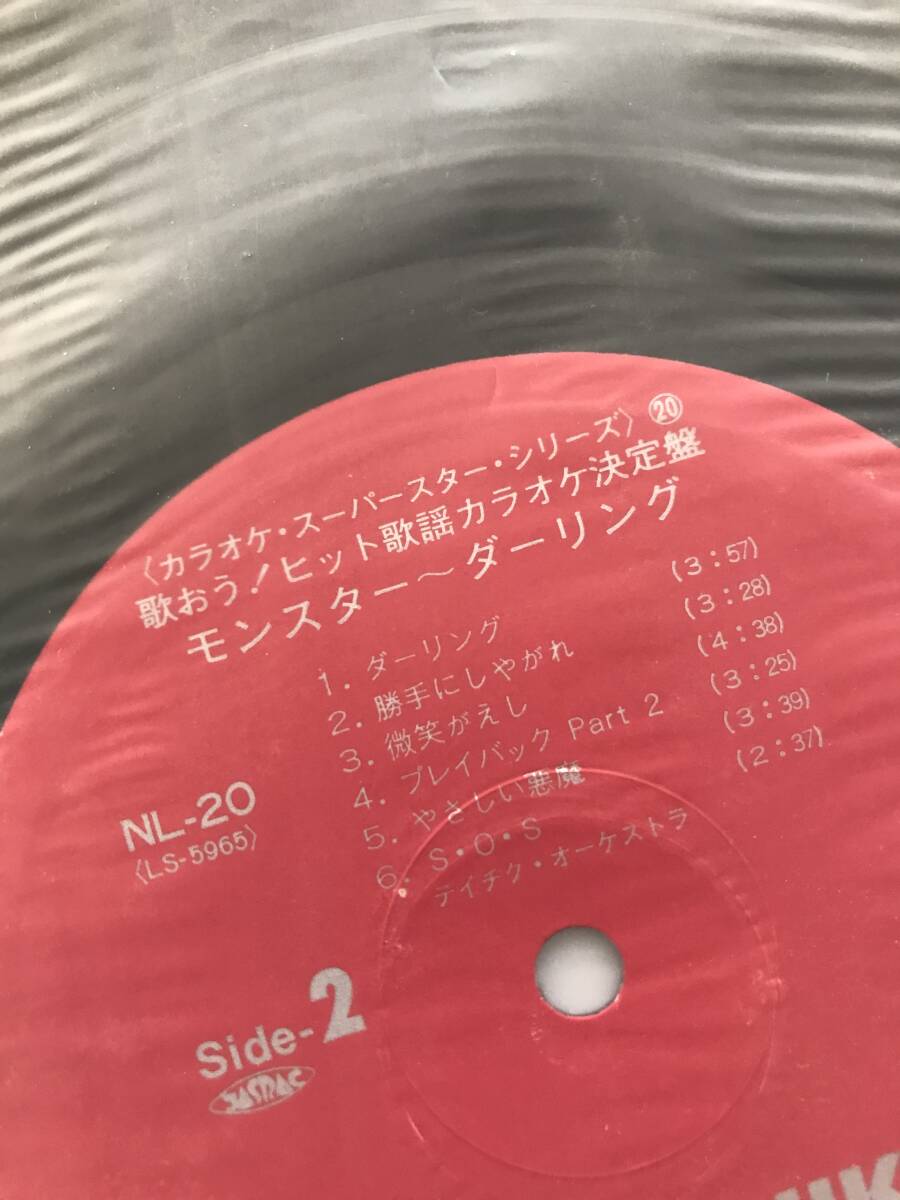 〈カラオケ・スーパースター・シリーズ〉⑳
歌おう！ヒット歌謡カラオケ決定盤
モンスター～ダーリング
1. ダーリング (3:57)
2. 勝手にしやがれ (3:28)
3. 微笑がえし (4:38)
4. プレイバック Part 2 (3:25)
5. やさしい悪魔 (3:39)
6. S・O・S (2:37)
テイチク・オーケストラ
NL-20
〈LS-5965〉
Side-2
JASRAC